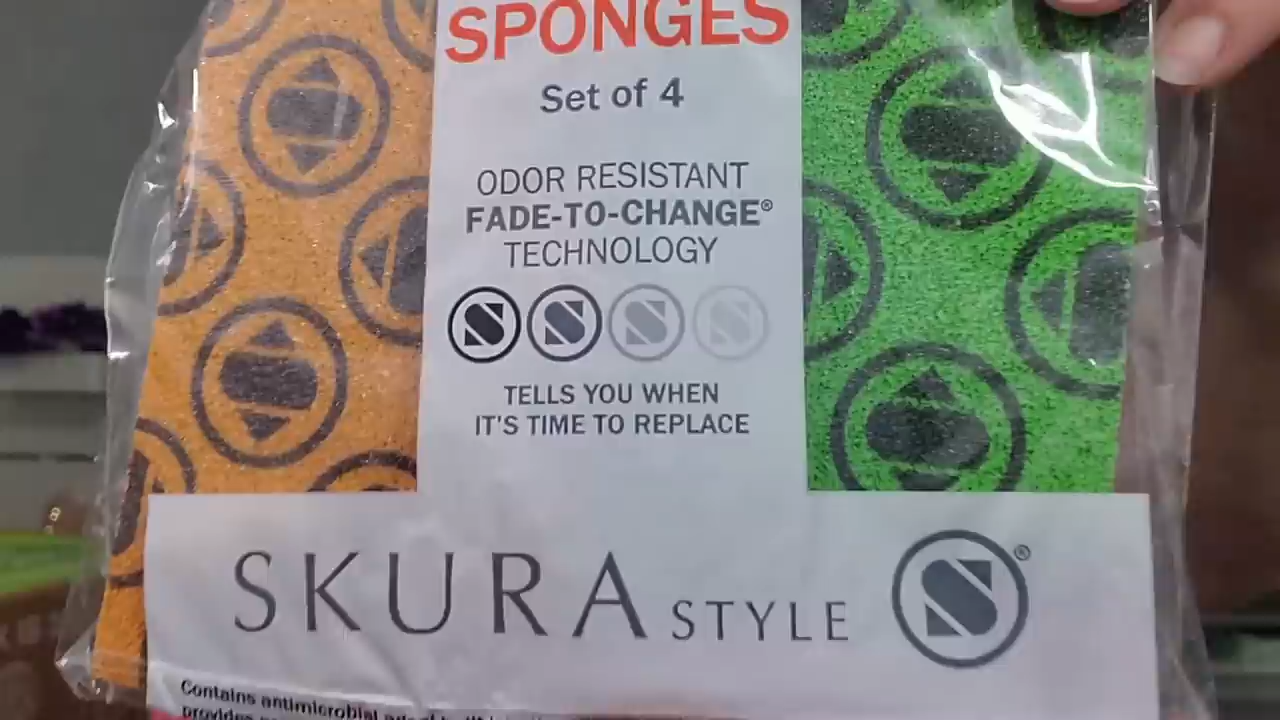 SPONGES
Set of 4
ODOR RESISTANT
FADE-TO-CHANGE®
TECHNOLOGY
TELLS YOU WHEN
IT'S TIME TO REPLACE
SKURA STYLE S®
Contains antimicrobial
provides